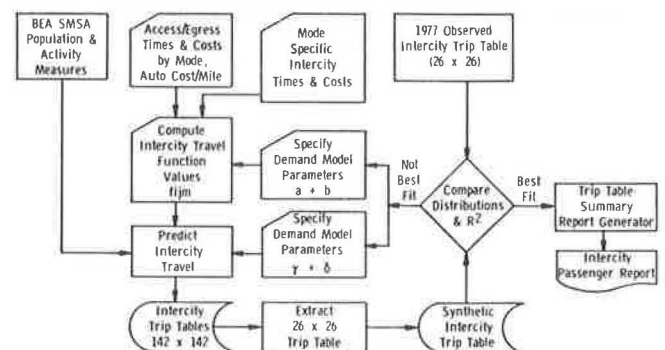 BEA SMSA
Population &
Activity
Measures
Access/Egress
Times & Costs
by Mode,
Auto Cost/Mile
Mode
Specific
Intercity
Times & Costs
1977 Observed
Intercity Trip Table
(26 x 26)
Compute
Intercity Travel
Function
Values
fijm
Specify
Demand Model
Parameters
a + b
Not
Best
Fit
Compare
Distributions
& R2
Best
Fit
Trip Table
Summary
Report Generator
Predict
Intercity
Travel
Specify
Demand Model
Parameters
γ + δ
Intercity
Passenger Report
Intercity
Trip Tables
142 x 142
Extract
26 x 26
Trip Table
Synthetic
Intercity
Trip Table